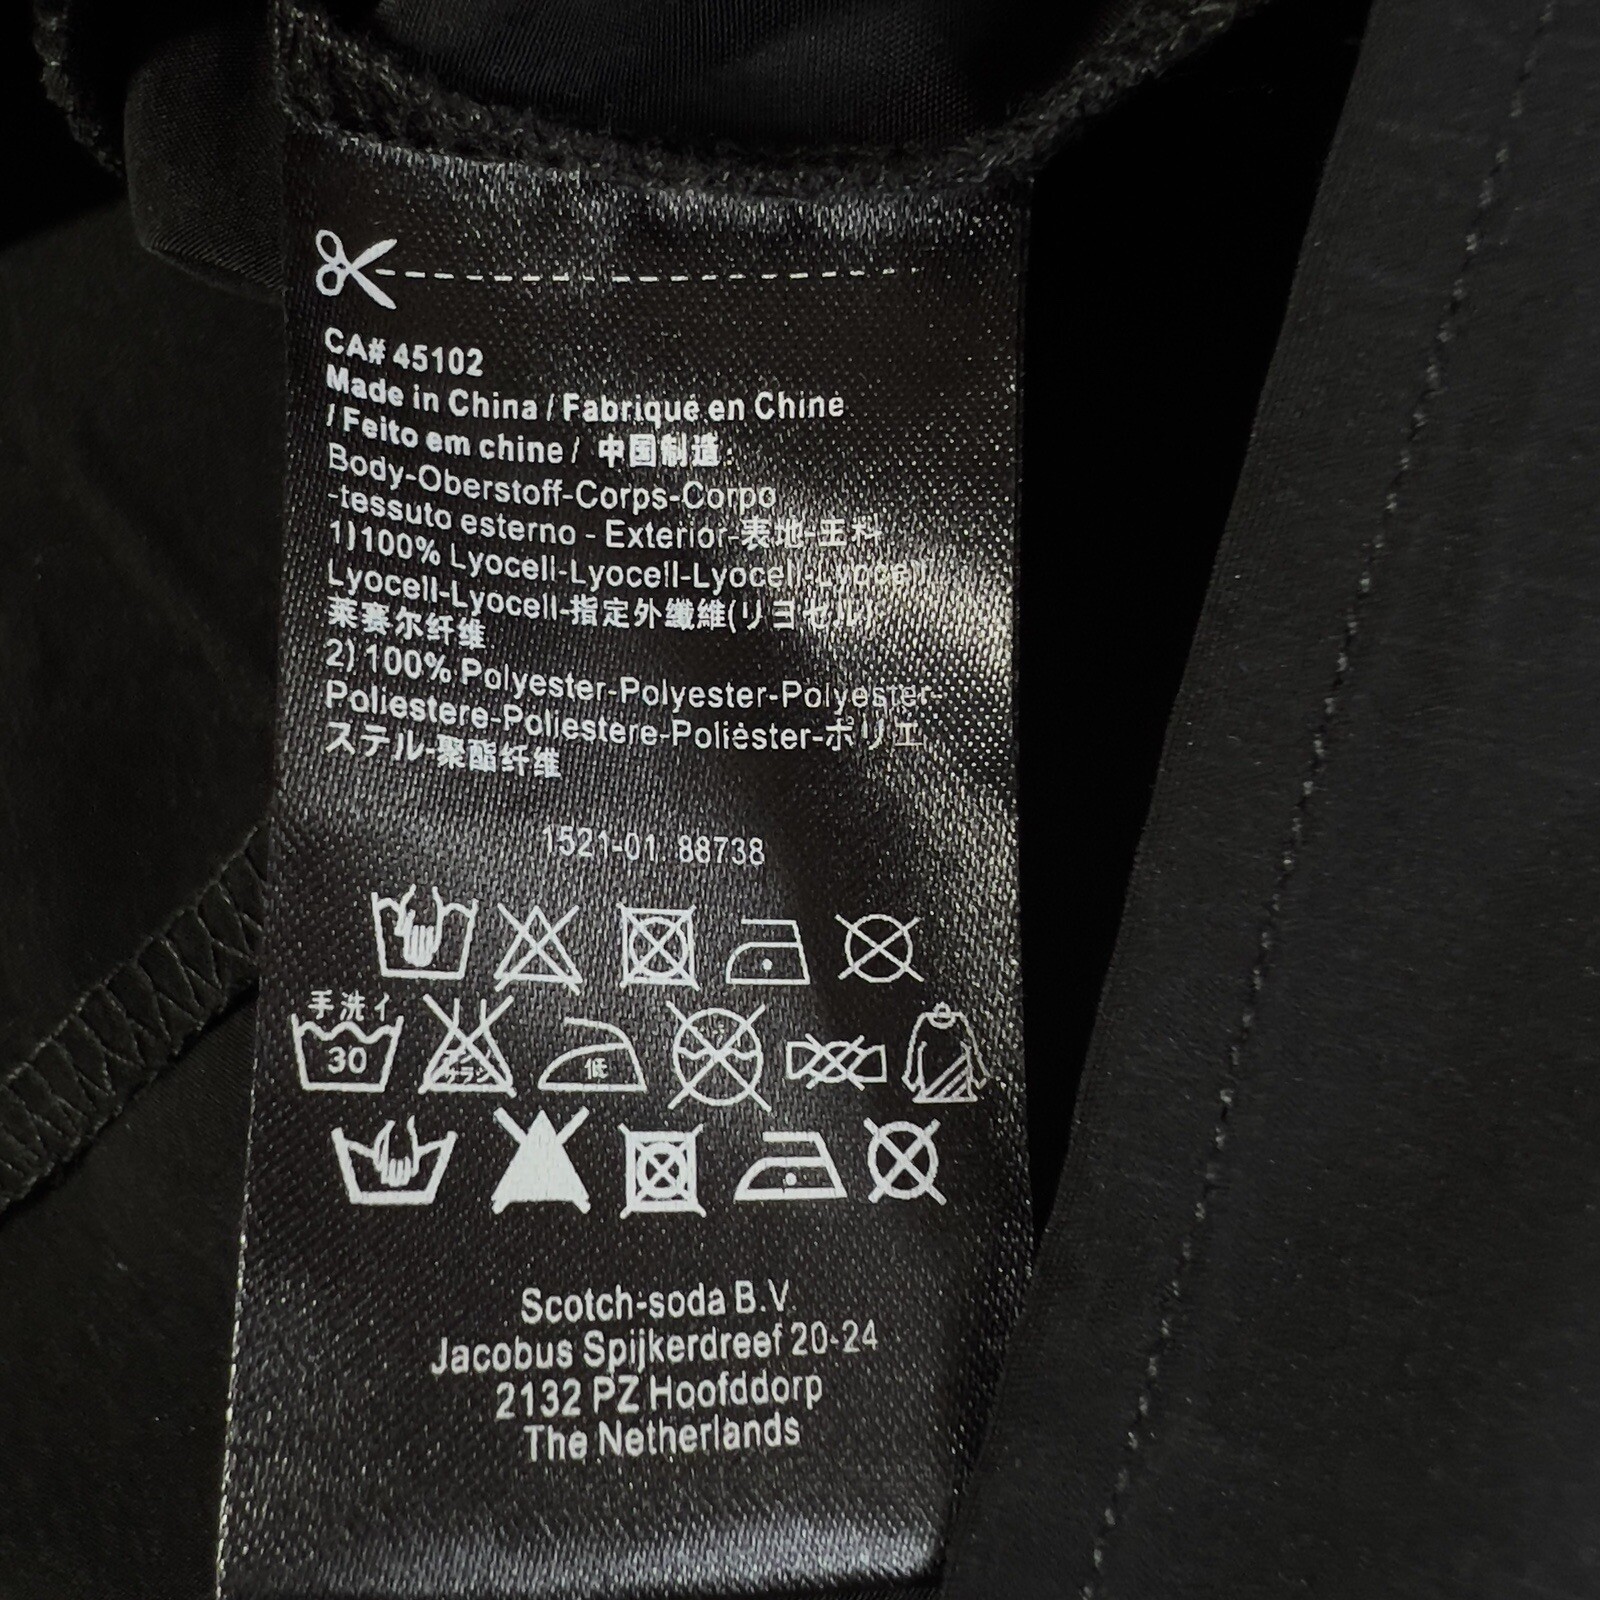 CA# 45102
Made in China / Fabriqué en Chine
/ Feito em chine / 中国制造:
Body-Oberstoff-Corps-Corpo
-tessuto esterno - Exterior-表地-主料
1)100% Lyocell-Lyocell-Lyocell-Lyocell-
Lyocell-Lyocell-指定外繊維(リヨセル)
莱赛尔纤维
2)100% Polyester-Polyester-Polyester-
Poliestere-Poliestere-Poliéster-ポリエ
ステル-聚酯纤维
1521-01. 88738
手洗イ
30
低
Scotch-soda B.V.
Jacobus Spijkerdreef 20-24
2132 PZ Hoofddorp
The Netherlands